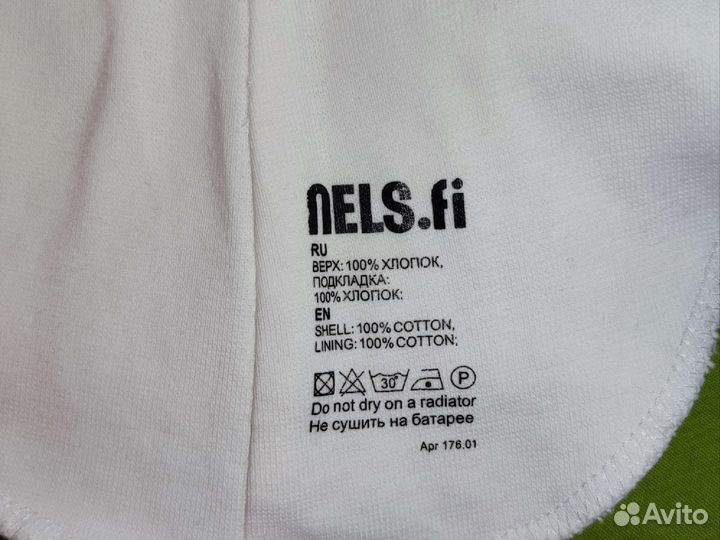 NELS.fi
RU
ВЕРХ: 100% ХЛОПОК,
ПОДКЛАДКА:
100% ХЛОПОК:
EN
SHELL: 100% COTTON,
LINING: 100% COTTON;
30° P
Do not dry on a radiator
Не сушить на батарее
Арт 176.01
Avito